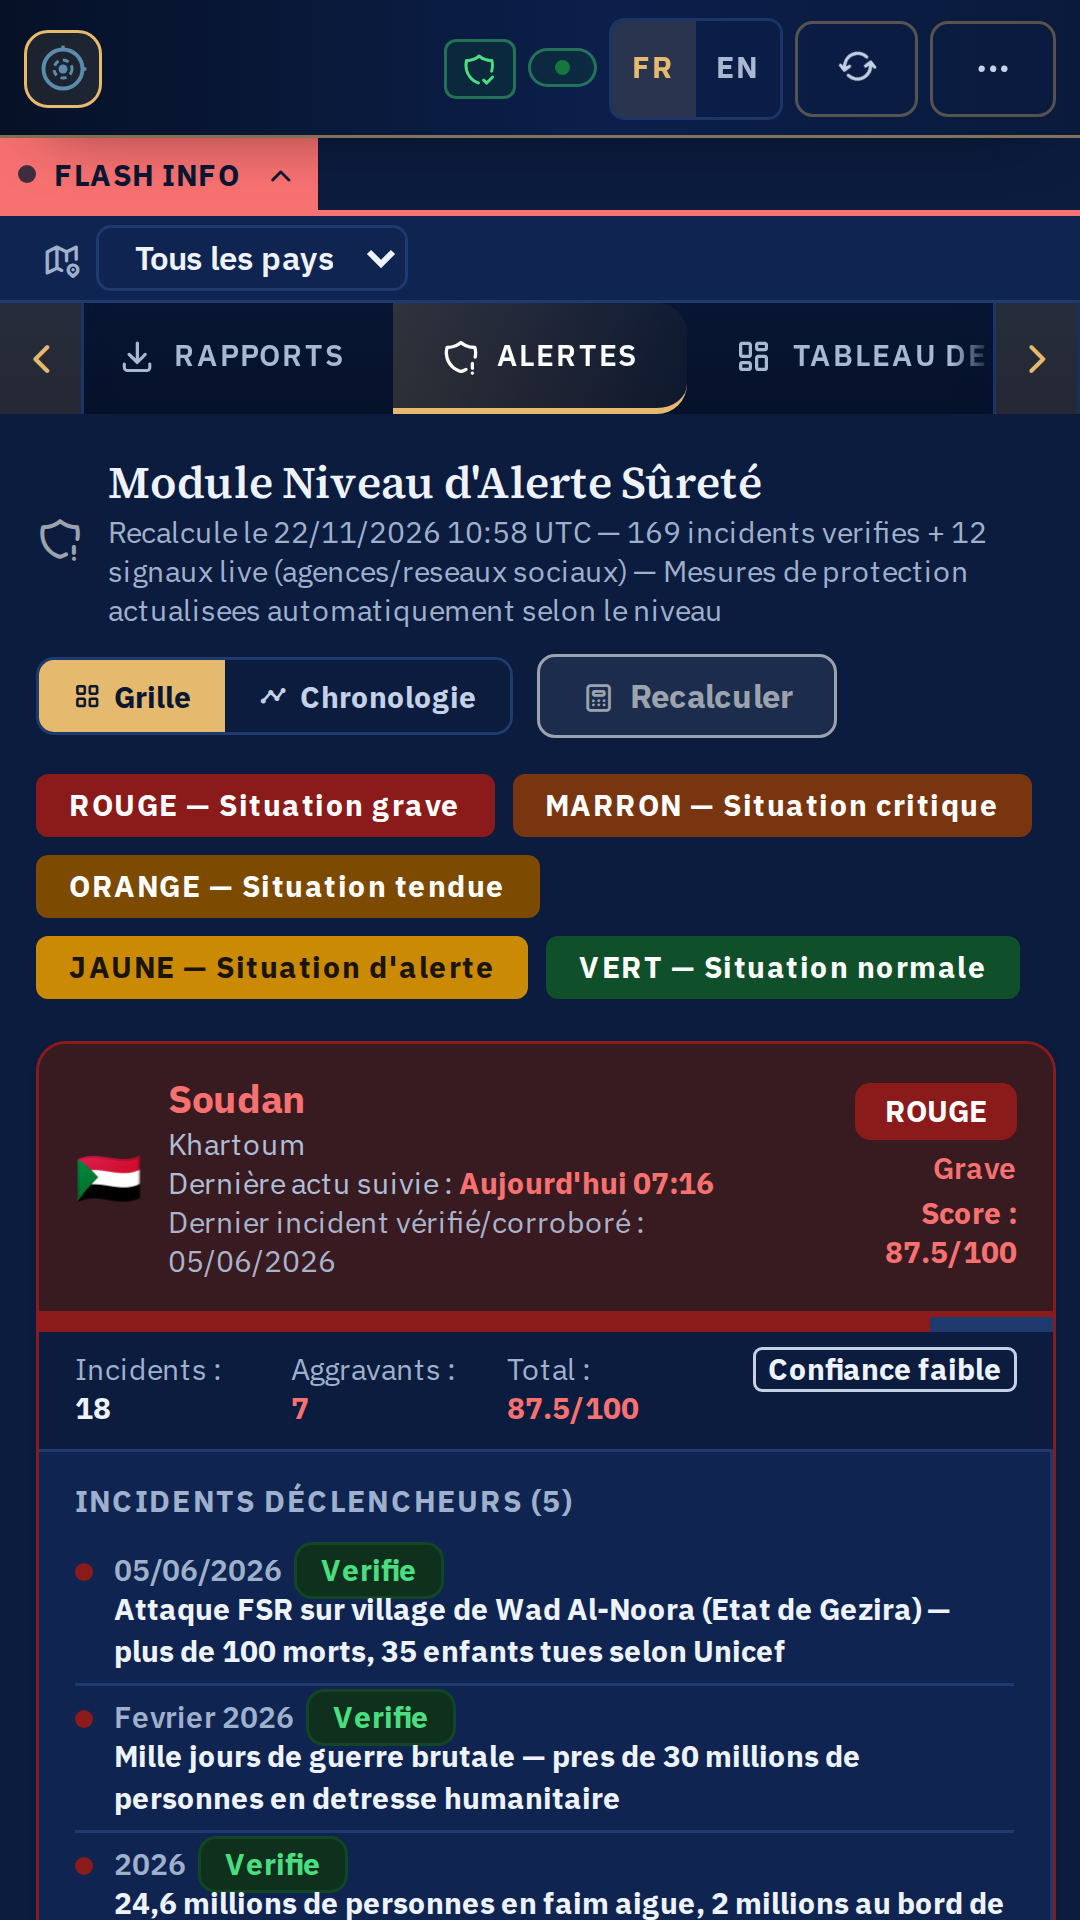 FR EN
FLASH INFO
Tous les pays
RAPPORTS ALERTES TABLEAU DE
Module Niveau d'Alerte Sûreté
Recalcule le 22/11/2026 10:58 UTC — 169 incidents verifies + 12
signaux live (agences/reseaux sociaux) — Mesures de protection
actualisees automatiquement selon le niveau
Grille Chronologie Recalculer
ROUGE — Situation grave MARRON — Situation critique
ORANGE — Situation tendue
JAUNE — Situation d'alerte VERT — Situation normale
Soudan
Khartoum
Dernière actu suivie : Aujourd'hui 07:16
Dernier incident vérifié/corroboré :
05/06/2026
ROUGE
Grave
Score :
87.5/100
Incidents : Aggravants : Total : Confiance faible
18 7 87.5/100
INCIDENTS DÉCLENCHEURS (5)
05/06/2026 Verifie
Attaque FSR sur village de Wad Al-Noora (Etat de Gezira) —
plus de 100 morts, 35 enfants tues selon Unicef
Fevrier 2026 Verifie
Mille jours de guerre brutale — pres de 30 millions de
personnes en detresse humanitaire
2026 Verifie
24,6 millions de personnes en faim aigue, 2 millions au bord de